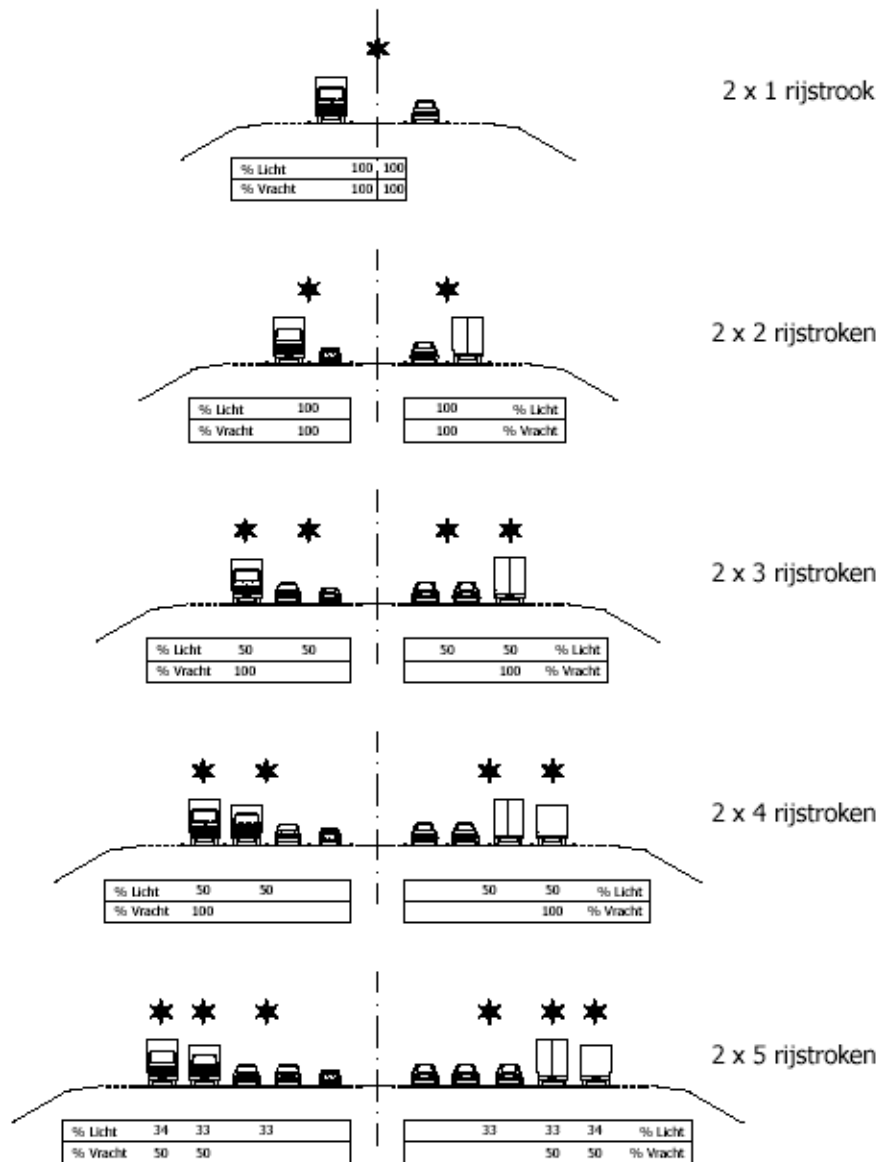 2 x 1 rijstrook
% Licht 100 100
% Vracht 100 100
2 x 2 rijstroken
% Licht 100 100 % Licht
% Vracht 100 100 % Vracht
2 x 3 rijstroken
% Licht 50 50 50 50 % Licht
% Vracht 100 100 % Vracht
2 x 4 rijstroken
% Licht 50 50 50 50 % Licht
% Vracht 100 100 % Vracht
2 x 5 rijstroken
% Licht 34 33 33 33 33 34 % Licht
% Vracht 50 50 50 50 % Vracht